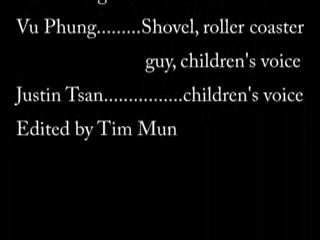 Vu Phung.........Shovel, roller coaster
guy, children's voice
Justin Tsan................children's voice
Edited by Tim Mun